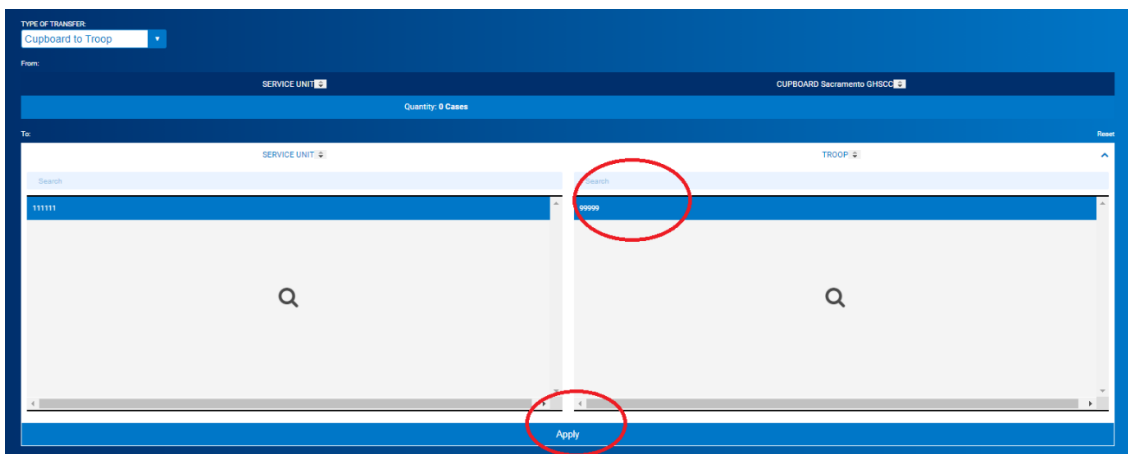 TYPE OF TRANSFER:
Cupboard to Troop
From:
SERVICE UNIT CUPBOARD Sacramento GHSCC
Quantity: 0 Cases
To: Reset
SERVICE UNIT TROOP
Search Search
111111 99999
Apply